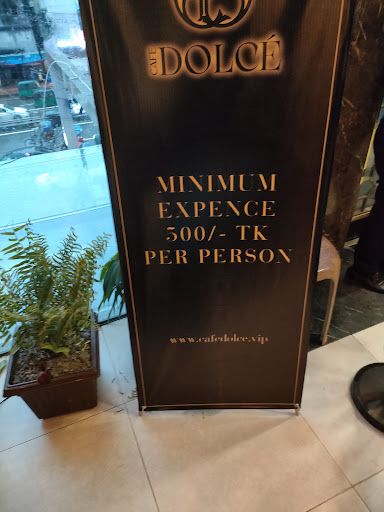 CAFE
DOLCÉ
MINIMUM
EXPENCE
500/- TK
PER PERSON
www.cafedolce.vip